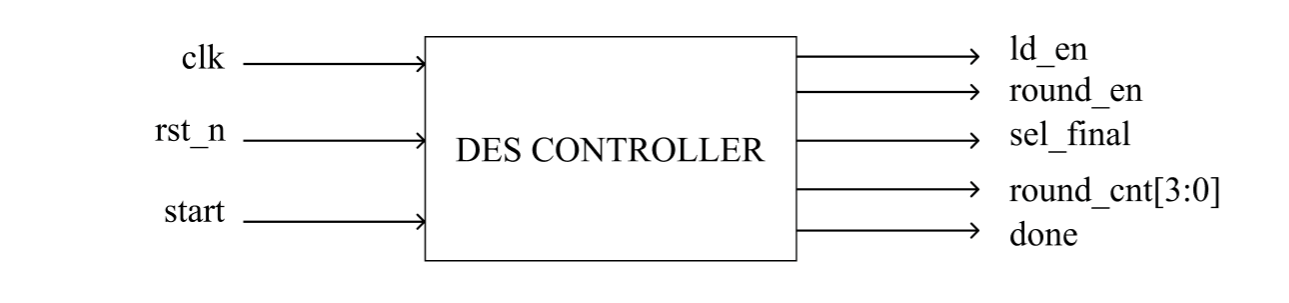 clk
rst_n
start
DES CONTROLLER
ld_en
round_en
sel_final
round_cnt[3:0]
done